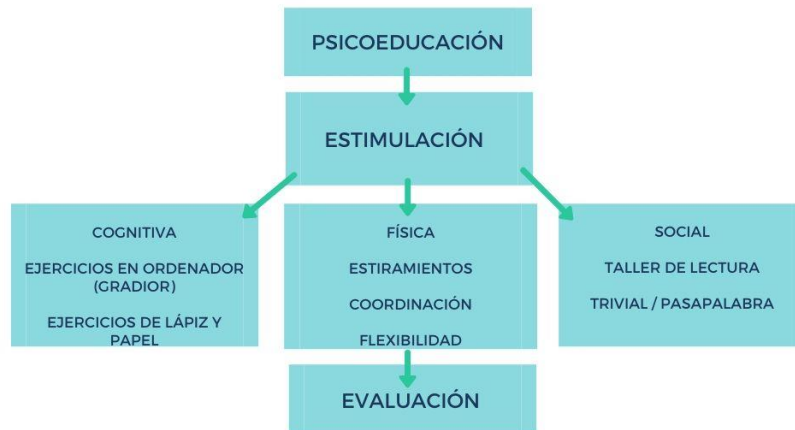 PSICOEDUCACIÓN
ESTIMULACIÓN
COGNITIVA
EJERCICIOS EN ORDENADOR
(GRADIOR)
EJERCICIOS DE LÁPIZ Y
PAPEL
FÍSICA
ESTIRAMIENTOS
COORDINACIÓN
FLEXIBILIDAD
SOCIAL
TALLER DE LECTURA
TRIVIAL / PASAPALABRA
EVALUACIÓN